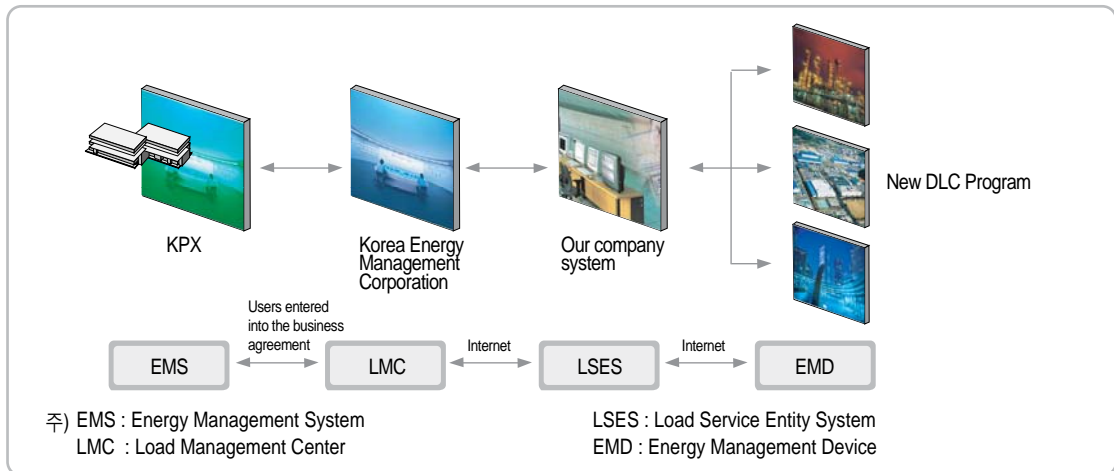 New DLC Program
KPX
Korea Energy
Management
Corporation
Our company
system
Users entered
into the business
agreement
Internet
Internet
EMS
LMC
LSES
EMD
주) EMS : Energy Management System
LMC : Load Management Center
LSES : Load Service Entity System
EMD : Energy Management Device